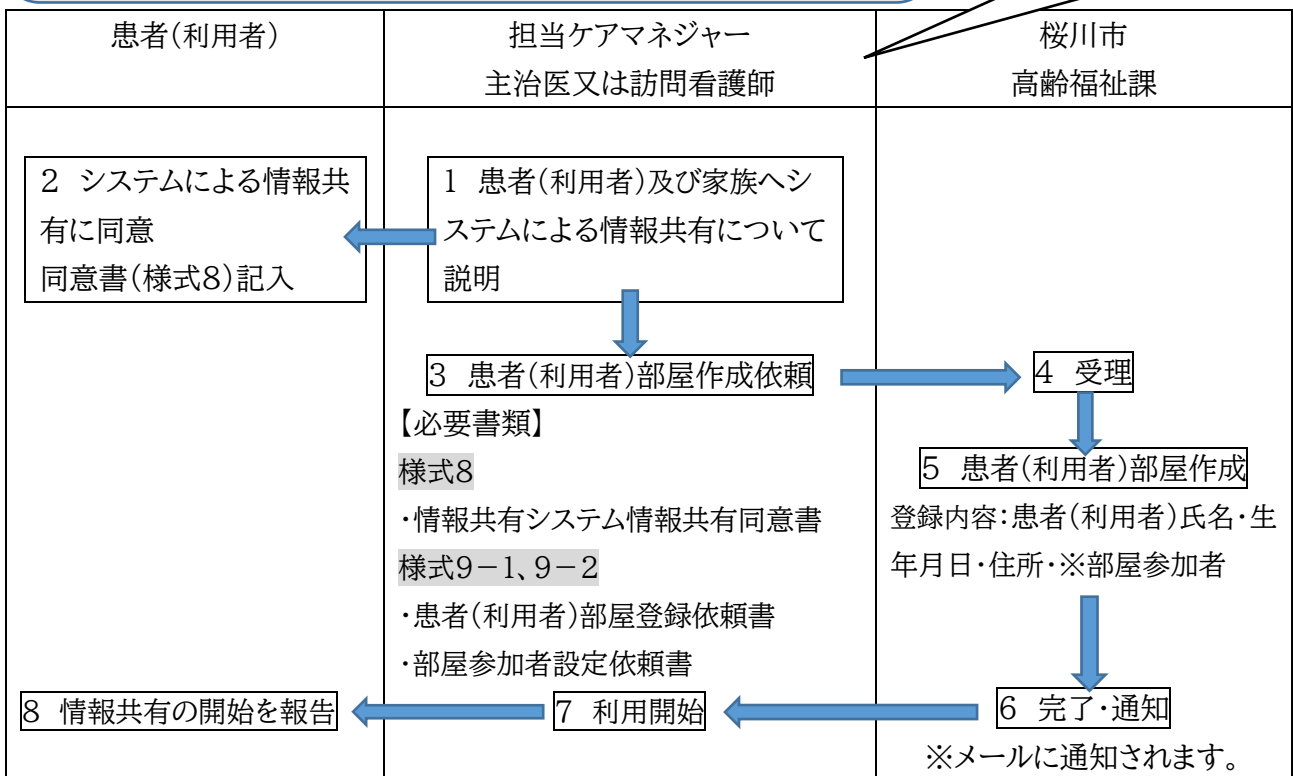 患者(利用者)
担当ケアマネジャー
主治医又は訪問看護師
桜川市
高齢福祉課
1 患者(利用者)及び家族へシ
ステムによる情報共有について
説明
2 システムによる情報共
有に同意
同意書(様式8)記入
3 患者(利用者)部屋作成依頼
【必要書類】
様式8
・情報共有システム情報共有同意書
様式9-1、9-2
・患者(利用者)部屋登録依頼書
・部屋参加者設定依頼書
4 受理
5 患者(利用者)部屋作成
登録内容:患者(利用者)氏名・生
年月日・住所・※部屋参加者
6 完了・通知
※メールに通知されます。
7 利用開始
8 情報共有の開始を報告